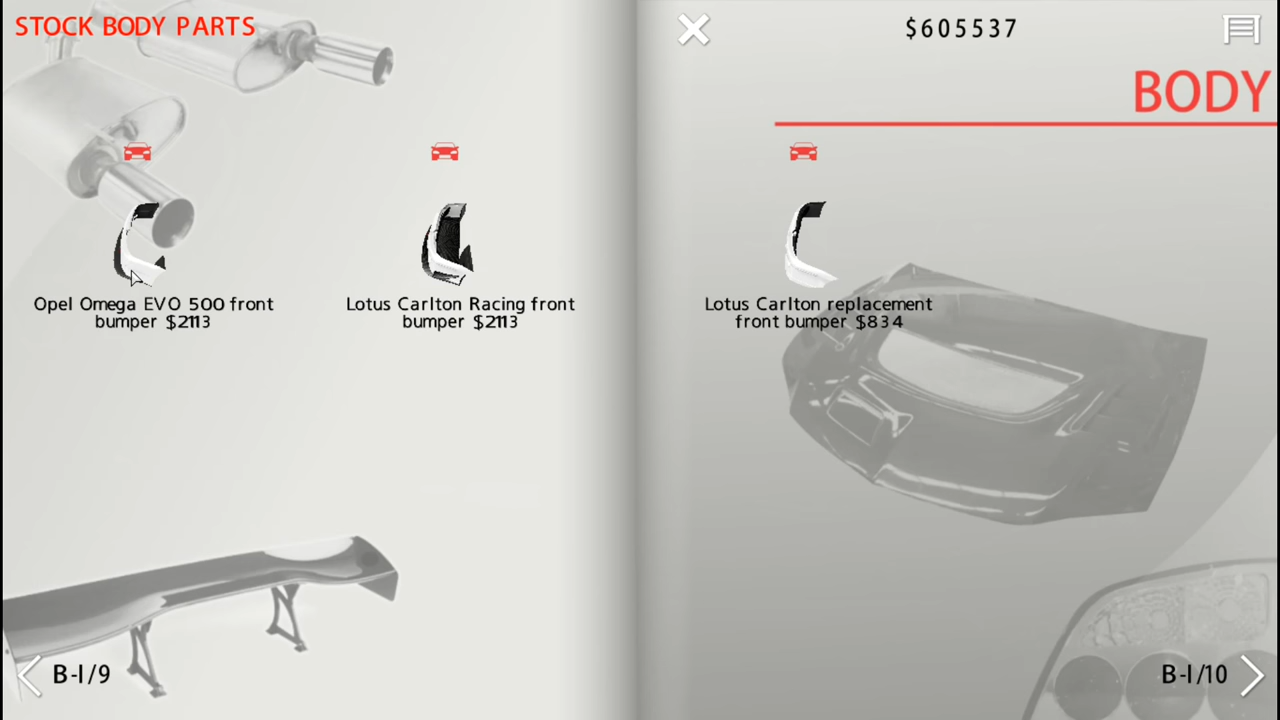 STOCK BODY PARTS
$605537
BODY
Opel Omega EVO 500 front
bumper $2113
Lotus Carlton Racing front
bumper $2113
Lotus Carlton replacement
front bumper $834
B-I/9
B-I/10